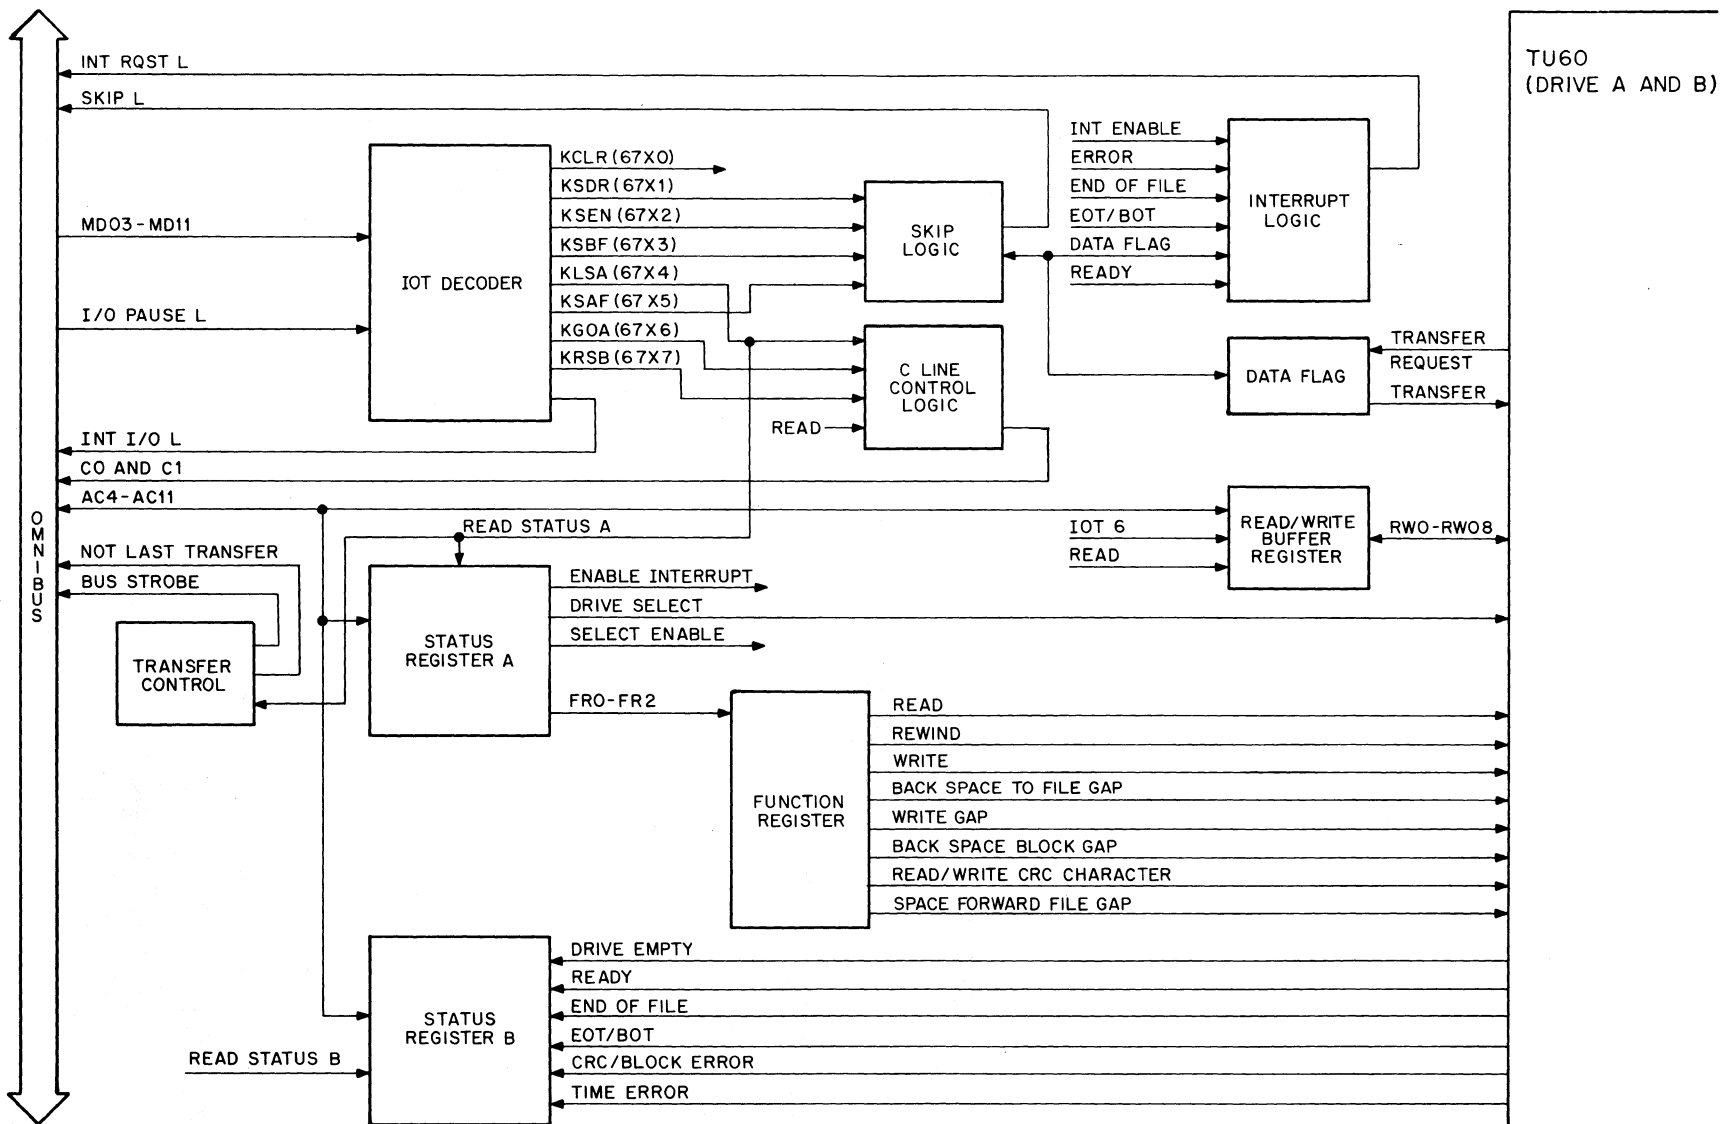 INT RQST L
SKIP L
TU60
(DRIVE A AND B)
INT ENABLE
ERROR
END OF FILE
EOT/BOT
DATA FLAG
READY
INTERRUPT
LOGIC
KCLR (67X0)
KSDR (67X1)
KSEN (67X2)
KSBF (67X3)
KLSA (67X4)
KSAF (67X5)
KGOA (67X6)
KRSB (67X7)
MD03-MD11
I/O PAUSE L
IOT DECODER
SKIP
LOGIC
C LINE
CONTROL
LOGIC
READ
DATA FLAG
TRANSFER
REQUEST
TRANSFER
INT I/O L
CO AND C1
AC4-AC11
OMNIBUS
NOT LAST TRANSFER
BUS STROBE
READ STATUS A
IOT 6
READ
READ/WRITE
BUFFER
REGISTER
RWO-RWO8
TRANSFER
CONTROL
STATUS
REGISTER A
ENABLE INTERRUPT
DRIVE SELECT
SELECT ENABLE
FRO-FR2
FUNCTION
REGISTER
READ
REWIND
WRITE
BACK SPACE TO FILE GAP
WRITE GAP
BACK SPACE BLOCK GAP
READ/WRITE CRC CHARACTER
SPACE FORWARD FILE GAP
STATUS
REGISTER B
READ STATUS B
DRIVE EMPTY
READY
END OF FILE
EOT/BOT
CRC/BLOCK ERROR
TIME ERROR